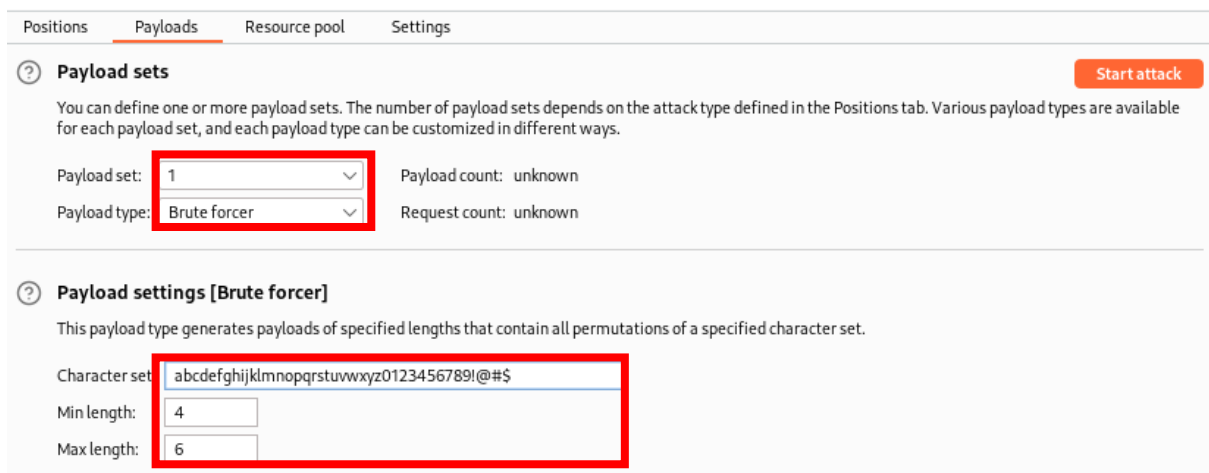 Positions Payloads Resource pool Settings
Payload sets
Start attack
You can define one or more payload sets. The number of payload sets depends on the attack type defined in the Positions tab. Various payload types are available
for each payload set, and each payload type can be customized in different ways.
Payload set: 1 Payload count: unknown
Payload type: Brute forcer Request count: unknown
Payload settings [Brute forcer]
This payload type generates payloads of specified lengths that contain all permutations of a specified character set.
Character set abcdefghijklmnopqrstuvwxyz0123456789!@#$
Min length: 4
Max length: 6